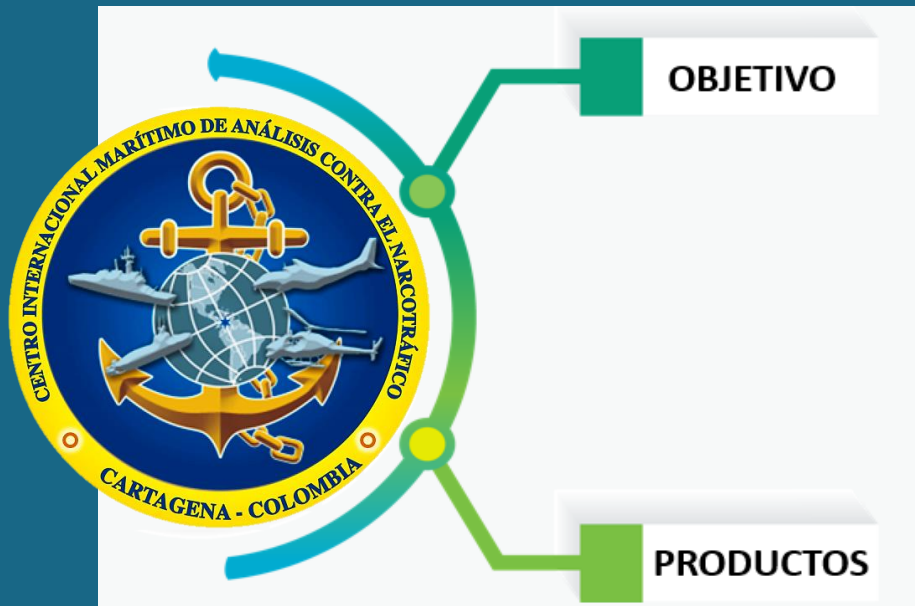 OBJETIVO
CENTRO INTERNACIONAL MARÍTIMO DE ANÁLISIS CONTRA EL NARCOTRÁFICO
CARTAGENA - COLOMBIA
PRODUCTOS